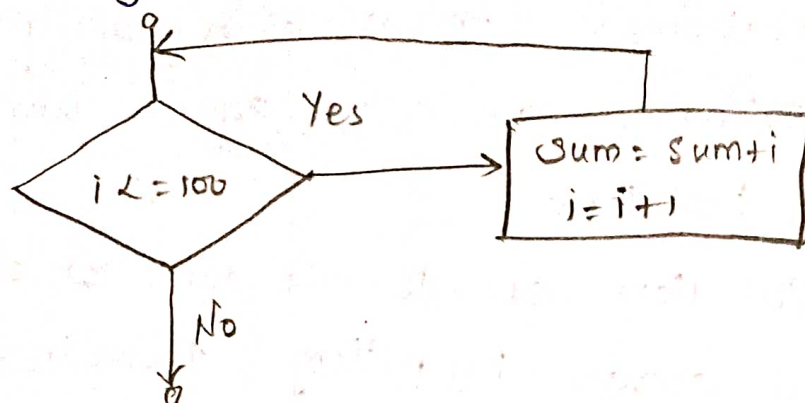 Yes
i <= 100
sum = sum+i
i = i+1
No